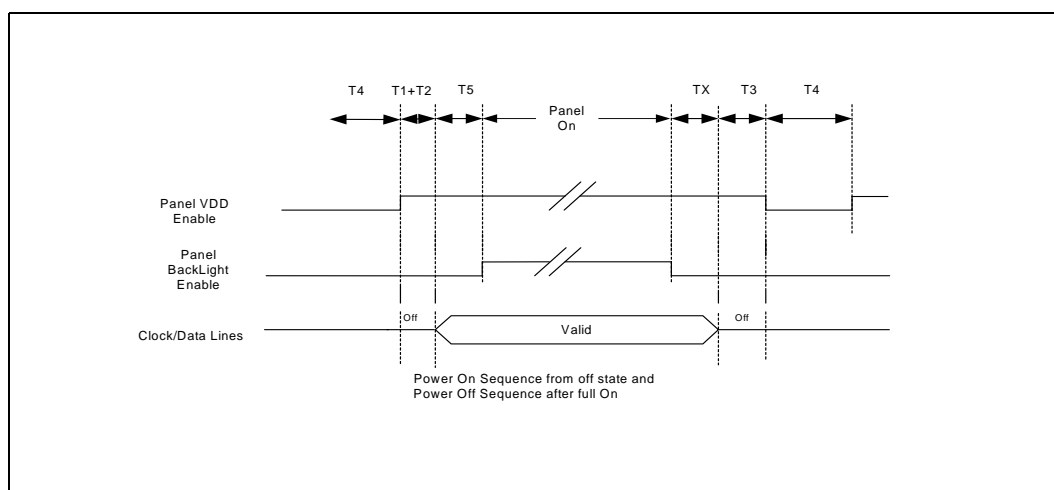 T4 T1+T2 T5 TX T3 T4
Panel
On
Panel VDD
Enable
Panel
BackLight
Enable
Off Off
Clock/Data Lines Valid
Power On Sequence from off state and
Power Off Sequence after full On